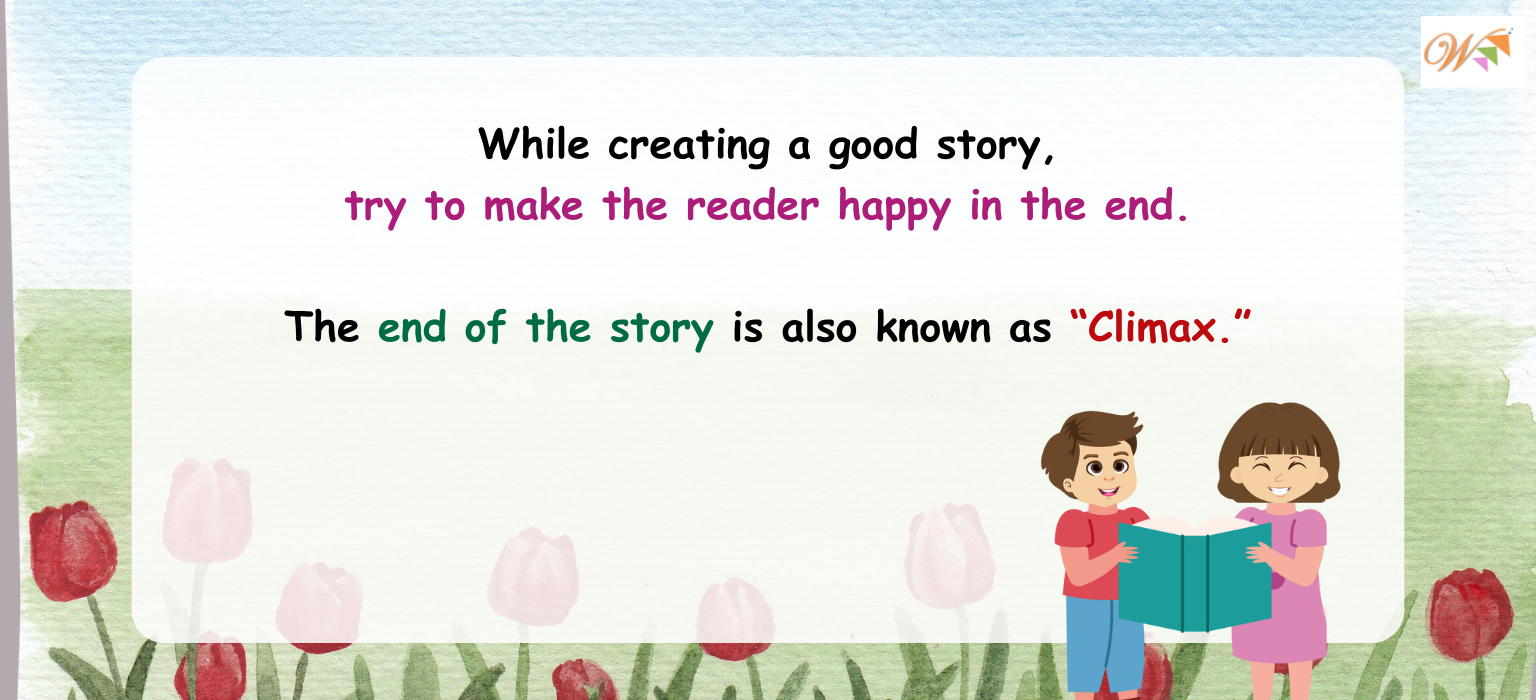 W
While creating a good story,
try to make the reader happy in the end.
The end of the story is also known as “Climax.”